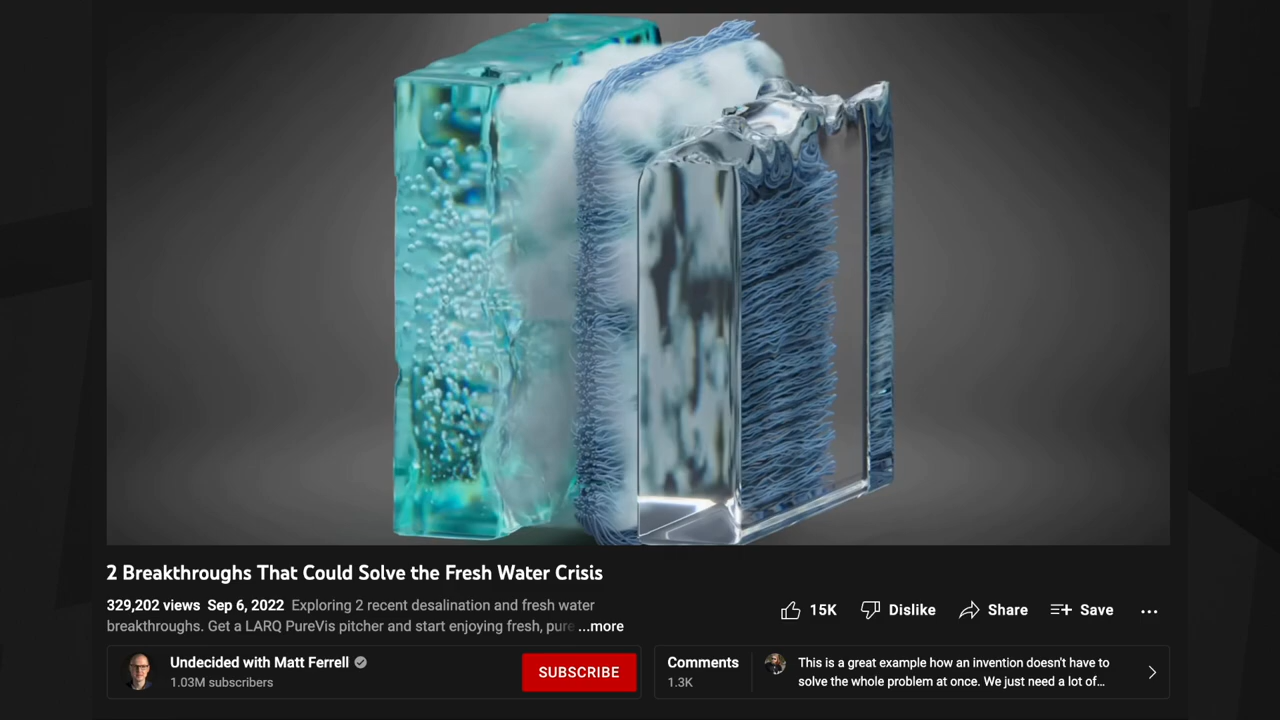 2 Breakthroughs That Could Solve the Fresh Water Crisis
329,202 views Sep 6, 2022 Exploring 2 recent desalination and fresh water
breakthroughs. Get a LARQ PureVis pitcher and start enjoying fresh, pure ...more
15K Dislike Share Save
Undecided with Matt Ferrell
1.03M subscribers
SUBSCRIBE
Comments
1.3K
This is a great example how an invention doesn't have to
solve the whole problem at once. We just need a lot of...